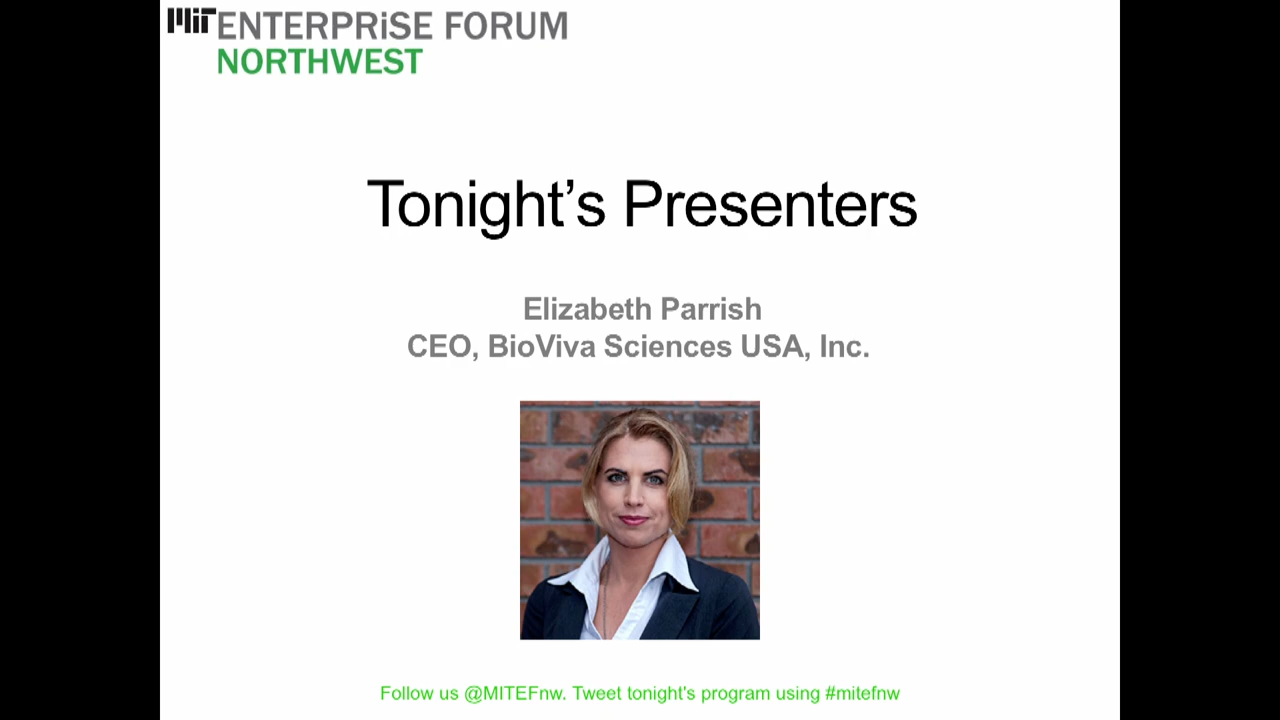 MIT ENTERPRiSE FORUM
NORTHWEST
Tonight’s Presenters
Elizabeth Parrish
CEO, BioViva Sciences USA, Inc.
Follow us @MITEFnw. Tweet tonight's program using #mitefnw